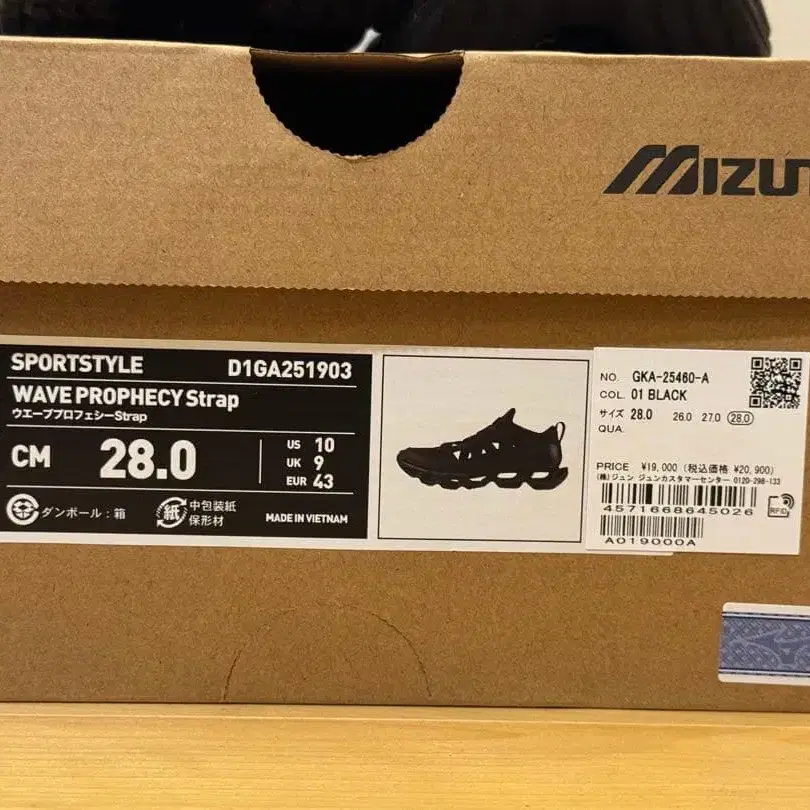 MIZUN
SPORTSTYLE D1GA251903
WAVE PROPHECY Strap
ウエーブプロフェシーStrap
CM 28.0
US 10
UK 9
EUR 43
ダンボール：箱
紙
中包装紙
保形材
MADE IN VIETNAM
NO. GKA-25460-A
COL. 01 BLACK
サイズ 28.0 26.0 27.0 28.0
QUA.
PRICE ¥19,000 (税込価格 ¥20,900)
(株)ジュン ジュンカスタマーセンター 0120-298-133
4571668645026
RFID
A019000A